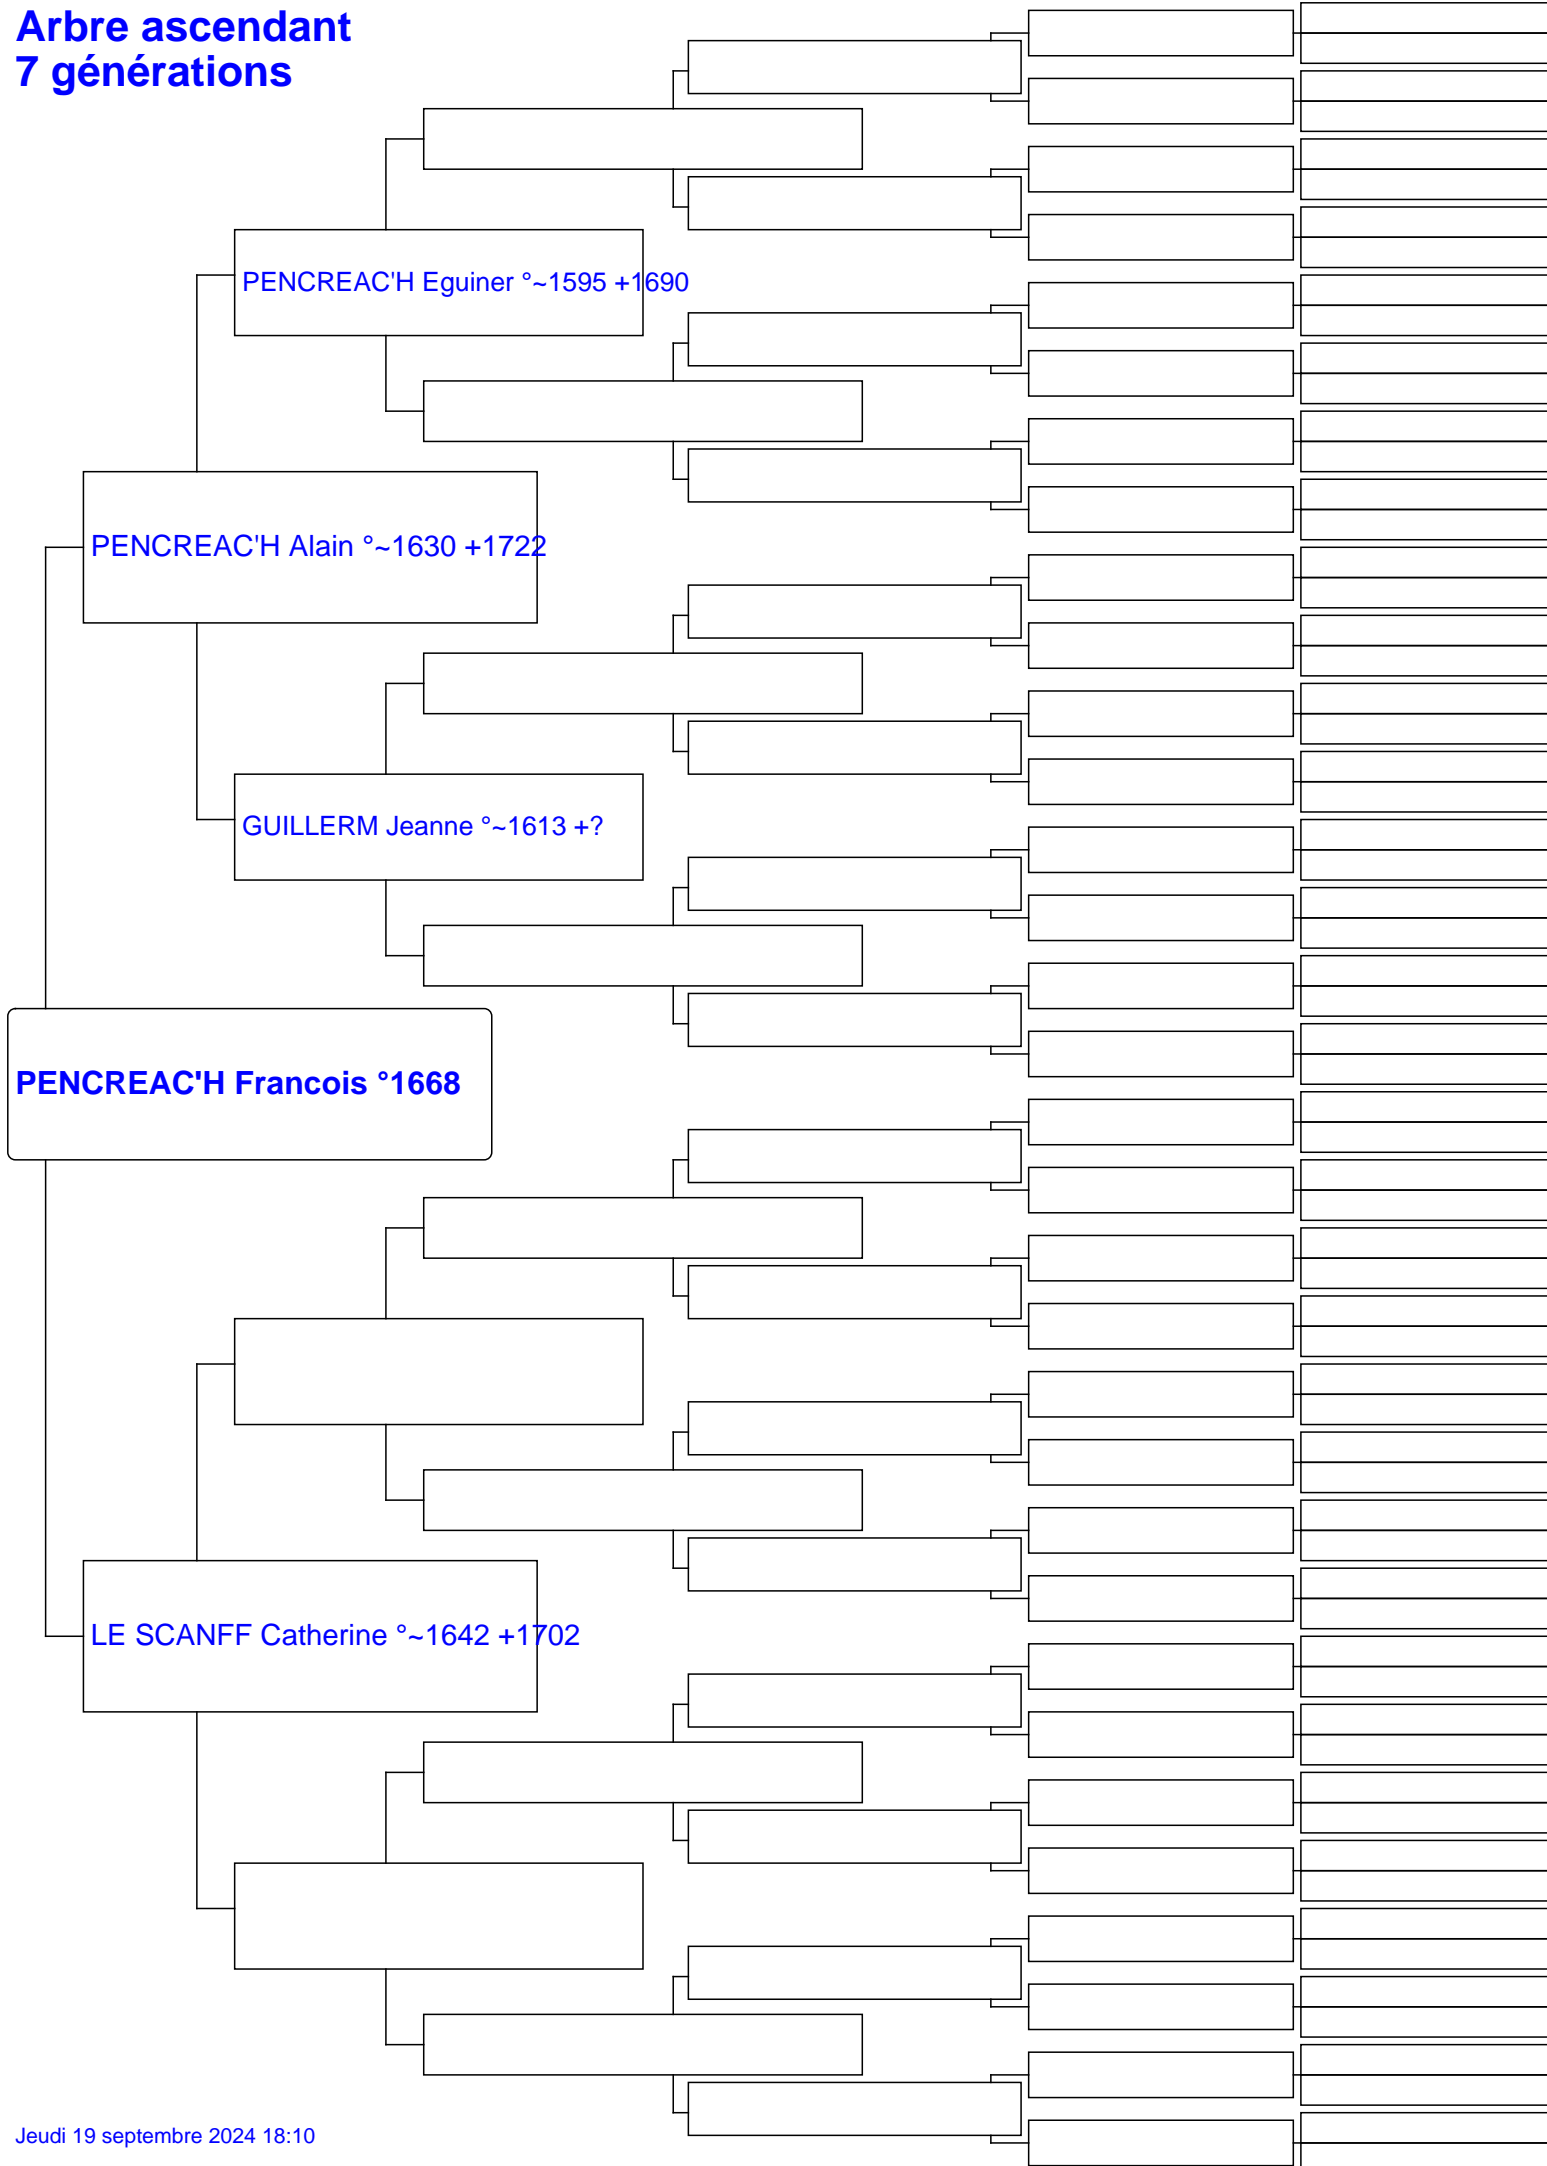 Arbre ascendant
7 générations
PENCREAC'H Eguiner °~1595 +1690
PENCREAC'H Alain °~1630 +1722
GUILLERM Jeanne °~1613 +?
PENCREAC'H Francois °1668
LE SCANFF Catherine °~1642 +1702
Jeudi 19 septembre 2024 18:10